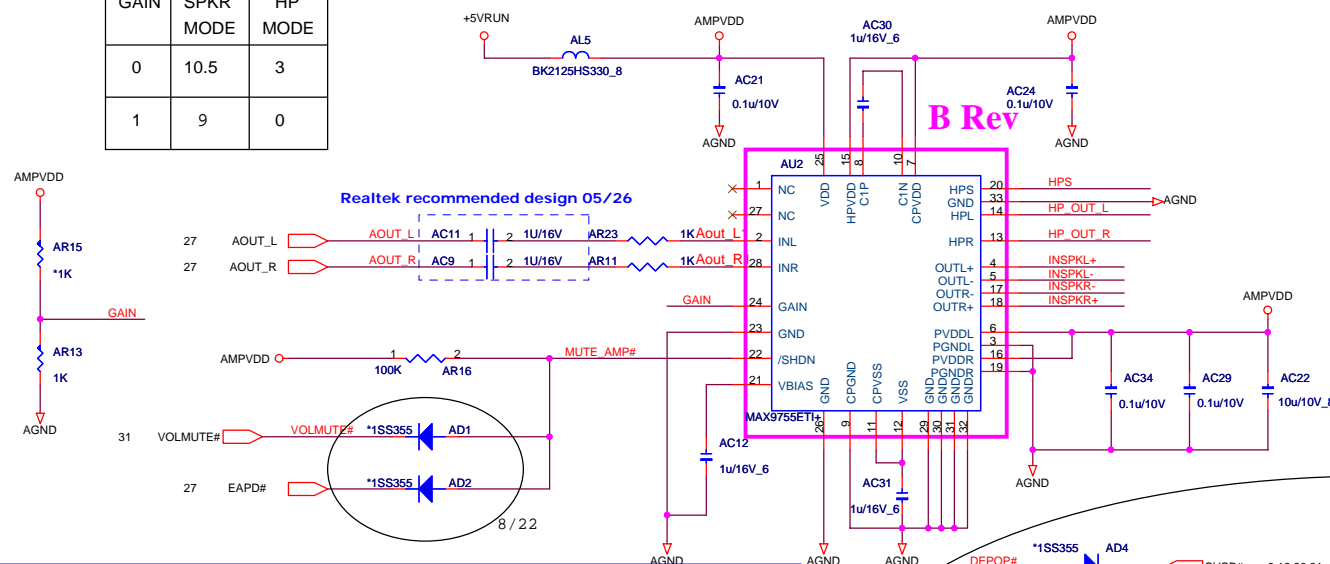 GAIN SPKR MODE HP MODE
0 10.5 3
1 9 0
+5VRUN
AL5
BK2125HS330_8
AMPVDD
AC21
0.1u/10V
AGND
AC30
1u/16V_6
AMPVDD
AC24
0.1u/10V
AGND
B Rev
AMPVDD
AR15
*1K
GAIN
AR13
1K
AGND
Realtek recommended design 05/26
27 AOUT_L AOUT_L AC11 1 2 1U/16V AR23 1K Aout_L1
27 AOUT_R AOUT_R AC9 1 2 1U/16V AR11 1K Aout_R
GAIN
AMPVDD 1 2 MUTE_AMP#
100K AR16
31 VOLMUTE# VOLMUTE# *1SS355 AD1
27 EAPD# *1SS355 AD2
8/22
AC12
1u/16V_6
AGND
AU2
25 15 8 10 7
VDD HPVDD C1P C1N CPVDD
1 NC
27 NC
2 INL
28 INR
24 GAIN
23 GND
22 /SHDN
21 VBIAS
HPS 20 HPS
GND 33 AGND
HPL 14 HP_OUT_L
HPR 13 HP_OUT_R
OUTL+ 4 INSPKL+
OUTL- 5 INSPKL-
OUTR- 17 INSPKR-
OUTR+ 18 INSPKR+
PVDDL 6
PGNDL 3
PVDDR 16
PGNDR 19
GND CPGND CPVSS VSS GND GND GND GND
MAX9755ETI+
26 9 11 12 29 30 31 32
AC31
1u/16V_6
AGND
AGND
AMPVDD
AC34
0.1u/10V
AC29
0.1u/10V
AC22
10u/10V_8
AGND
*1SS355 AD4
DEPOP#